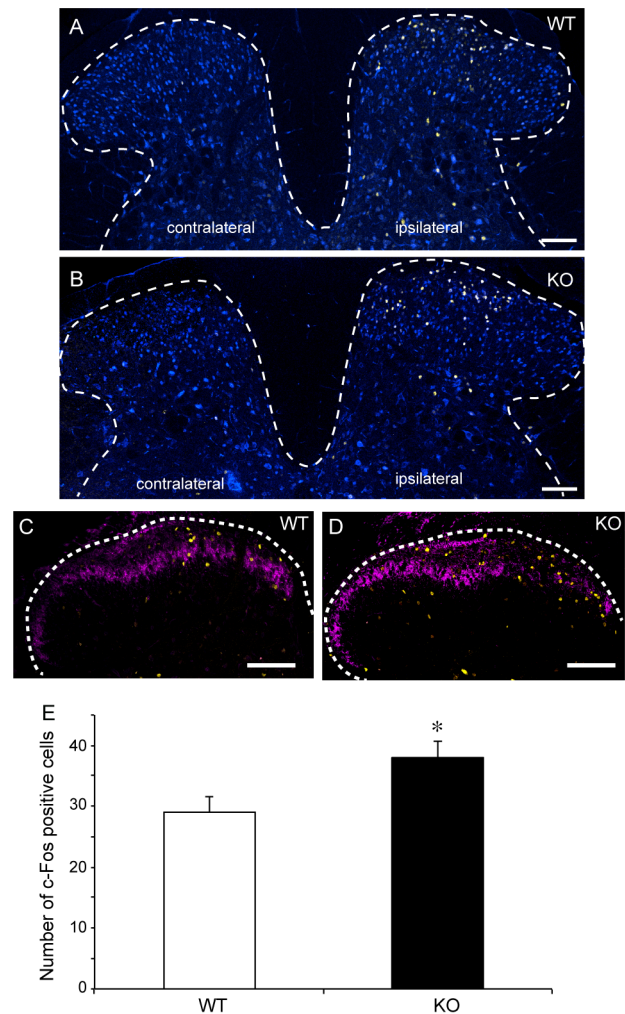 A
WT
contralateral
ipsilateral
B
KO
contralateral
ipsilateral
C
WT
D
KO
E
Number of c-Fos positive cells
40
30
20
10
0
*
WT
KO